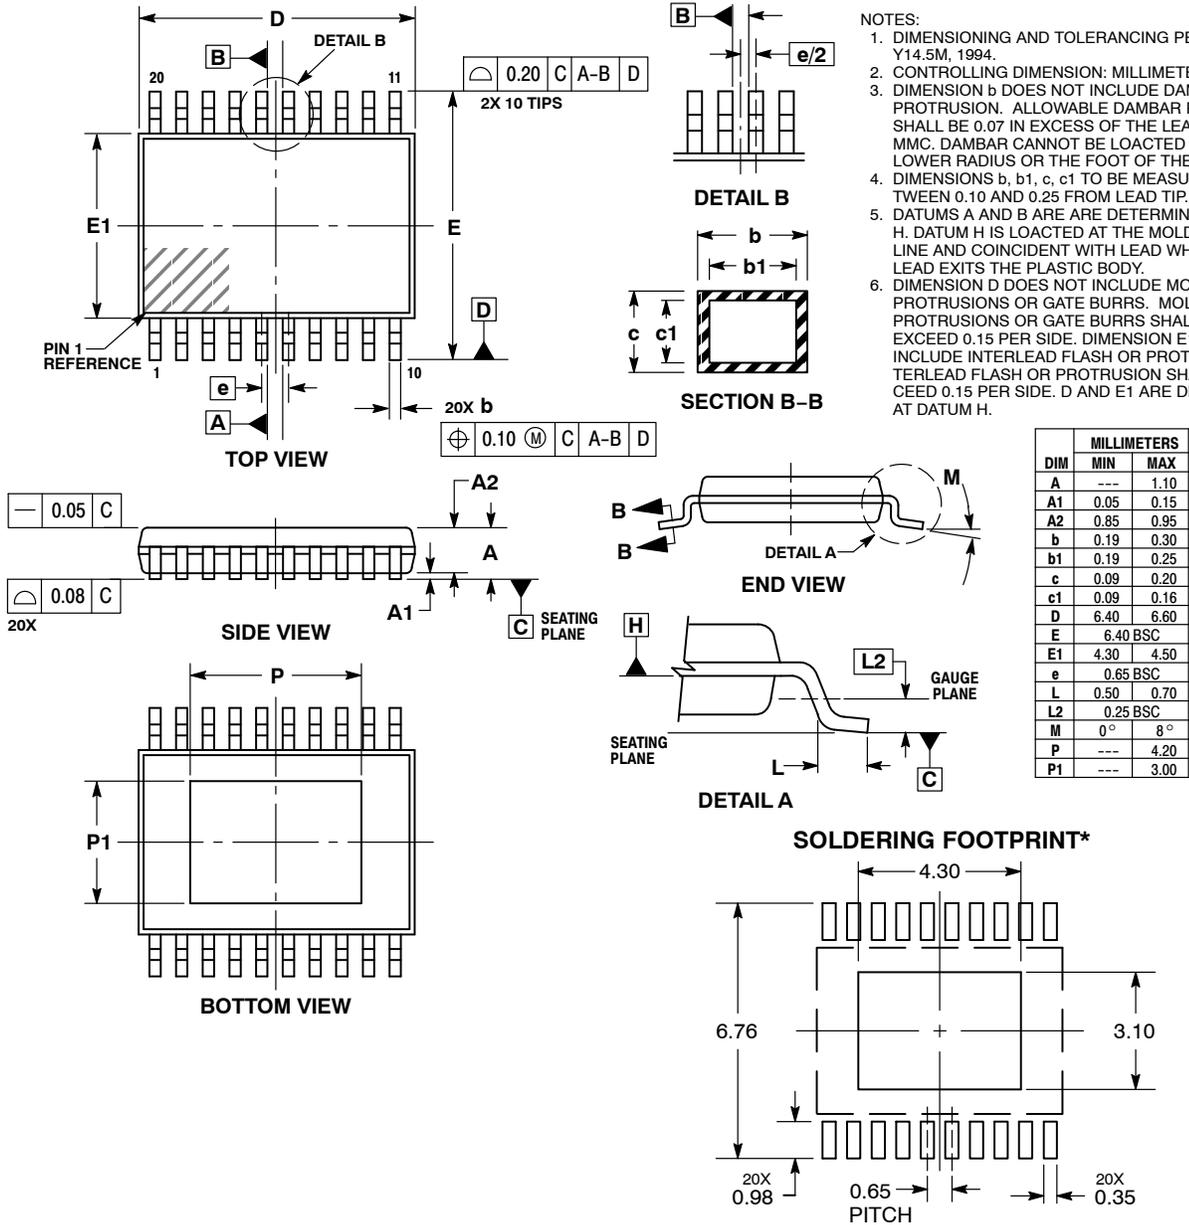 D
B
DETAIL B
20
11
⌓ 0.20 C A–B D
2X 10 TIPS
E1
E
D
PIN 1
REFERENCE
1
10
e
A
20X b
⌖ 0.10 Ⓜ C A–B D
TOP VIEW
B
e/2
DETAIL B
b
b1
c
c1
SECTION B–B
NOTES:
1. DIMENSIONING AND TOLERANCING PE
Y14.5M, 1994.
2. CONTROLLING DIMENSION: MILLIMETE
3. DIMENSION b DOES NOT INCLUDE DAM
PROTRUSION. ALLOWABLE DAMBAR
SHALL BE 0.07 IN EXCESS OF THE LEA
MMC. DAMBAR CANNOT BE LOACTED
LOWER RADIUS OR THE FOOT OF THE
4. DIMENSIONS b, b1, c, c1 TO BE MEASU
TWEEN 0.10 AND 0.25 FROM LEAD TIP.
5. DATUMS A AND B ARE ARE DETERMIN
H. DATUM H IS LOACTED AT THE MOLD
LINE AND COINCIDENT WITH LEAD WH
LEAD EXITS THE PLASTIC BODY.
6. DIMENSION D DOES NOT INCLUDE MO
PROTRUSIONS OR GATE BURRS. MOL
PROTRUSIONS OR GATE BURRS SHAL
EXCEED 0.15 PER SIDE. DIMENSION E1
INCLUDE INTERLEAD FLASH OR PROT
TERLEAD FLASH OR PROTRUSION SHA
CEED 0.15 PER SIDE. D AND E1 ARE DE
AT DATUM H.
MILLIMETERS
DIM MIN MAX
A --- 1.10
A1 0.05 0.15
A2 0.85 0.95
b 0.19 0.30
b1 0.19 0.25
c 0.09 0.20
c1 0.09 0.16
D 6.40 6.60
E 6.40 BSC
E1 4.30 4.50
e 0.65 BSC
L 0.50 0.70
L2 0.25 BSC
M 0° 8°
P --- 4.20
P1 --- 3.00
— 0.05 C
⌓ 0.08 C
20X
A2
A
A1
C SEATING
PLANE
SIDE VIEW
B
B
M
DETAIL A
END VIEW
H
L2
GAUGE
PLANE
SEATING
PLANE
L
C
DETAIL A
P
P1
BOTTOM VIEW
SOLDERING FOOTPRINT*
4.30
6.76
3.10
20X
0.98
0.65
PITCH
20X
0.35